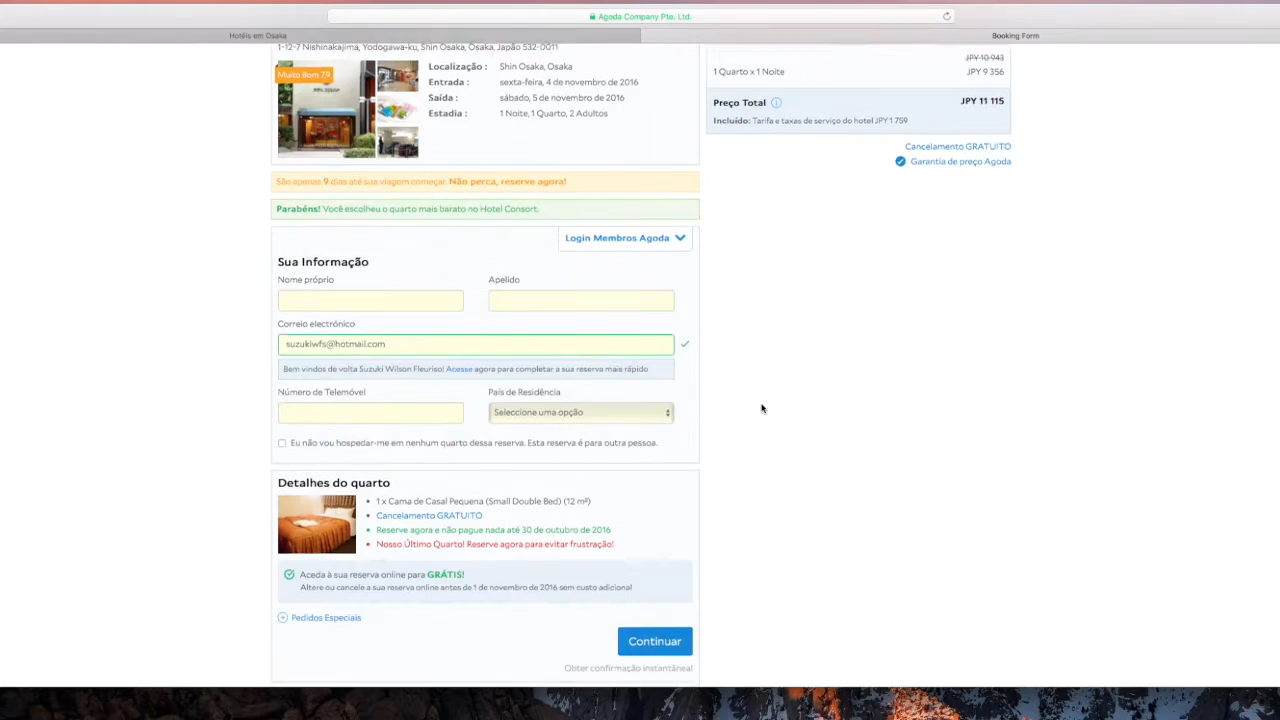 Agoda Company Pte. Ltd.
Hotéis em Osaka
Booking Form
1-12-7 Nishinakajima, Yodogawa-ku, Shin Osaka, Osaka, Japão 532-0011
Muito Bom 7,9
Localização : Shin Osaka, Osaka
Entrada : sexta-feira, 4 de novembro de 2016
Saída : sábado, 5 de novembro de 2016
Estadia : 1 Noite, 1 Quarto, 2 Adultos
JPY 10 943
1 Quarto x 1 Noite JPY 9 356
Preço Total JPY 11 115
Incluído: Tarifa e taxas de serviço do hotel JPY 1 759
Cancelamento GRATUITO
Garantia de preço Agoda
São apenas 9 dias até sua viagem começar. Não perca, reserve agora!
Parabéns! Você escolheu o quarto mais barato no Hotel Consort.
Login Membros Agoda
Sua Informação
Nome próprio Apelido
Correio electrónico
suzukiwfs@hotmail.com
Bem vindos de volta Suzuki Wilson Fleuriso! Acesse agora para completar a sua reserva mais rápido
Número de Telemóvel País de Residência
Seleccione uma opção
Eu não vou hospedar-me em nenhum quarto dessa reserva. Esta reserva é para outra pessoa.
Detalhes do quarto
1 x Cama de Casal Pequena (Small Double Bed) (12 m²)
Cancelamento GRATUITO
Reserve agora e não pague nada até 30 de outubro de 2016
Nosso Último Quarto! Reserve agora para evitar frustração!
Aceda à sua reserva online para GRÁTIS!
Altere ou cancele a sua reserva online antes de 1 de novembro de 2016 sem custo adicional
Pedidos Especiais
Continuar
Obter confirmação instantânea!